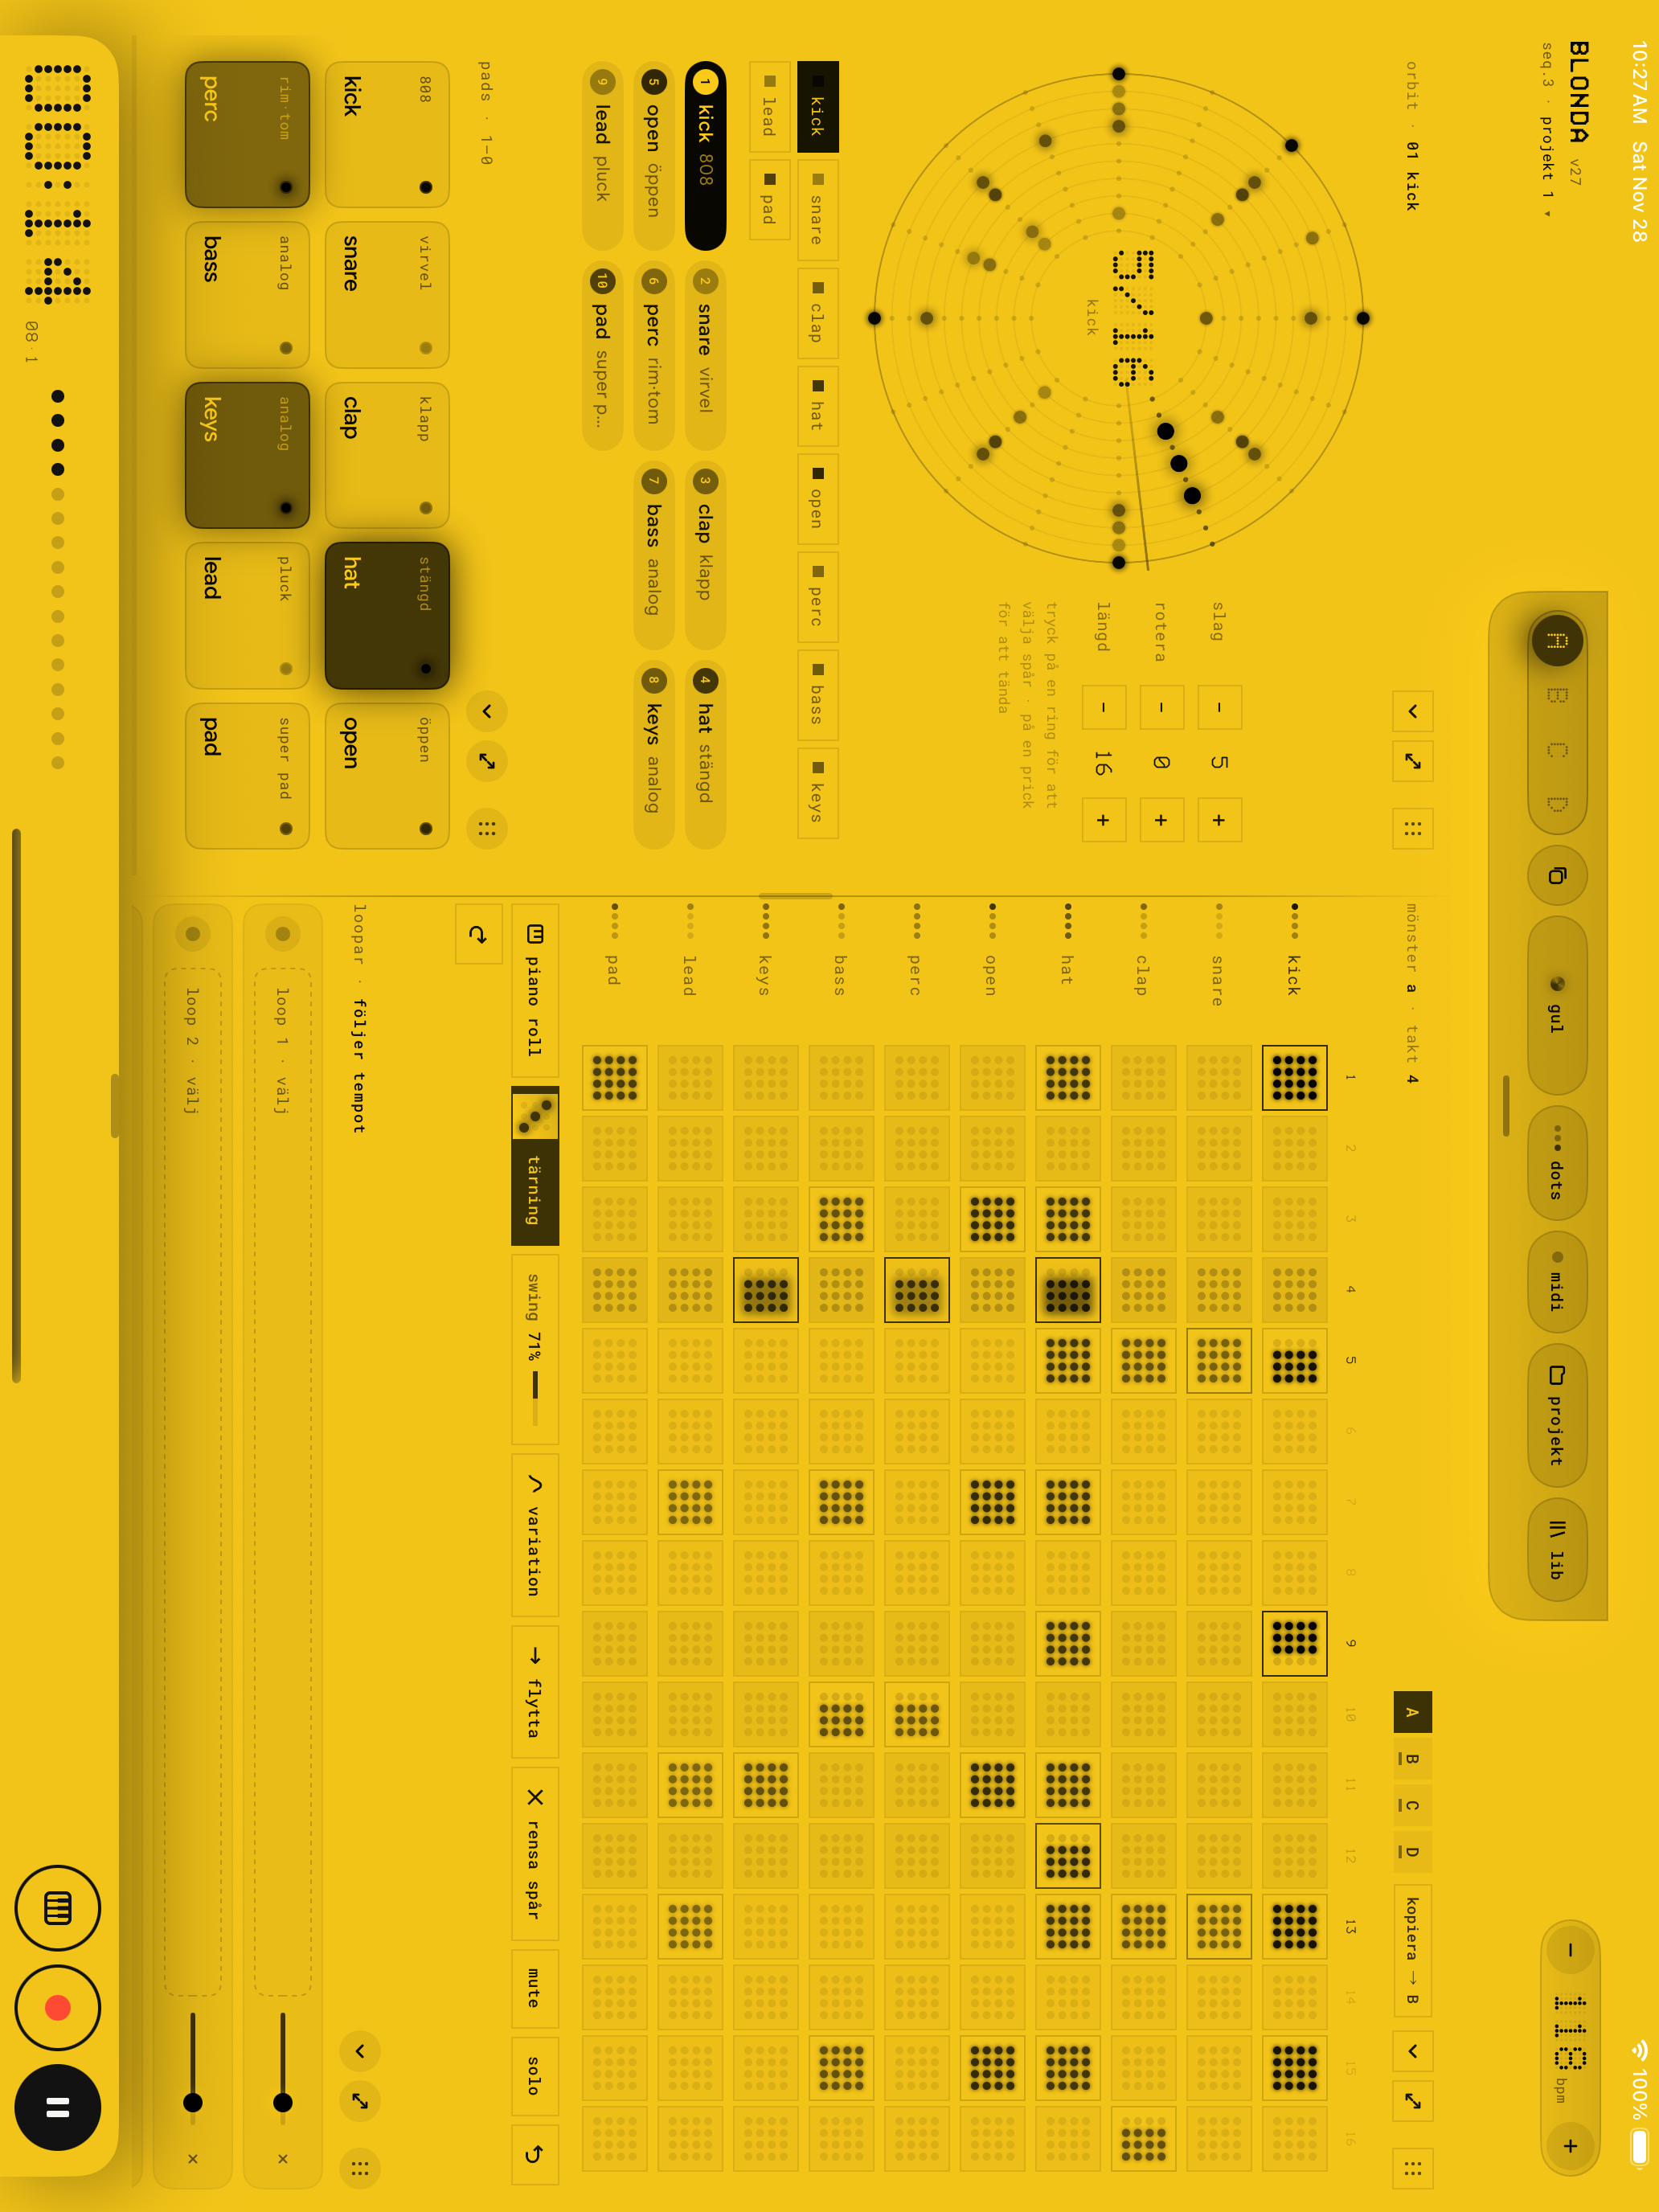 10:27 AM Sat Nov 28
100%
BLONDA v27
seq.3 · projekt 1 ▾
A B C D
gul
dots
midi
projekt
lib
− 118 bpm +
orbit · 01 kick
5/16
kick
slag − 5 +
rotera − 0 +
längd − 16 +
tryck på en ring för att
välja spår · på en prick
för att tända
kick snare clap hat open perc bass keys
lead pad
1 kick 808
2 snare virvel
3 clap klapp
4 hat stängd
5 open öppen
6 perc rim·tom
7 bass analog
8 keys analog
9 lead pluck
10 pad super p…
pads · 1–0
808
kick
virvel
snare
klapp
clap
stängd
hat
öppen
open
rim·tom
perc
analog
bass
analog
keys
pluck
lead
super pad
pad
mönster a · takt 4
A B C D
kopiera → B
1 2 3 4 5 6 7 8 9 10 11 12 13 14 15 16
kick
snare
clap
hat
open
perc
bass
keys
lead
pad
piano roll
tärning
swing 71%
variation
→ flytta
× rensa spår
mute
solo
loopar · följer tempot
loop 1 · välj ×
loop 2 · välj ×
00:14
08·1